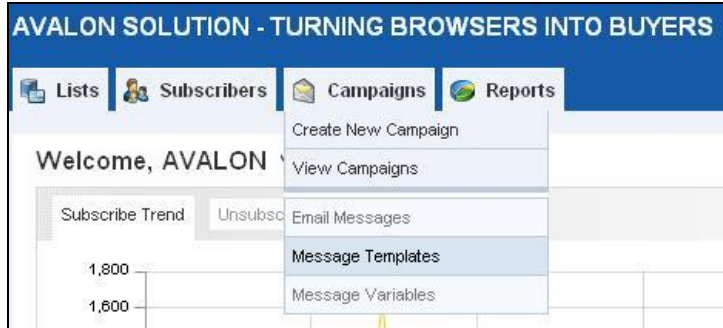 AVALON SOLUTION - TURNING BROWSERS INTO BUYERS
Lists Subscribers Campaigns Reports
Create New Campaign
Welcome, AVALON
View Campaigns
Subscribe Trend
Email Messages
Message Templates
1,800
Message Variables
1,600